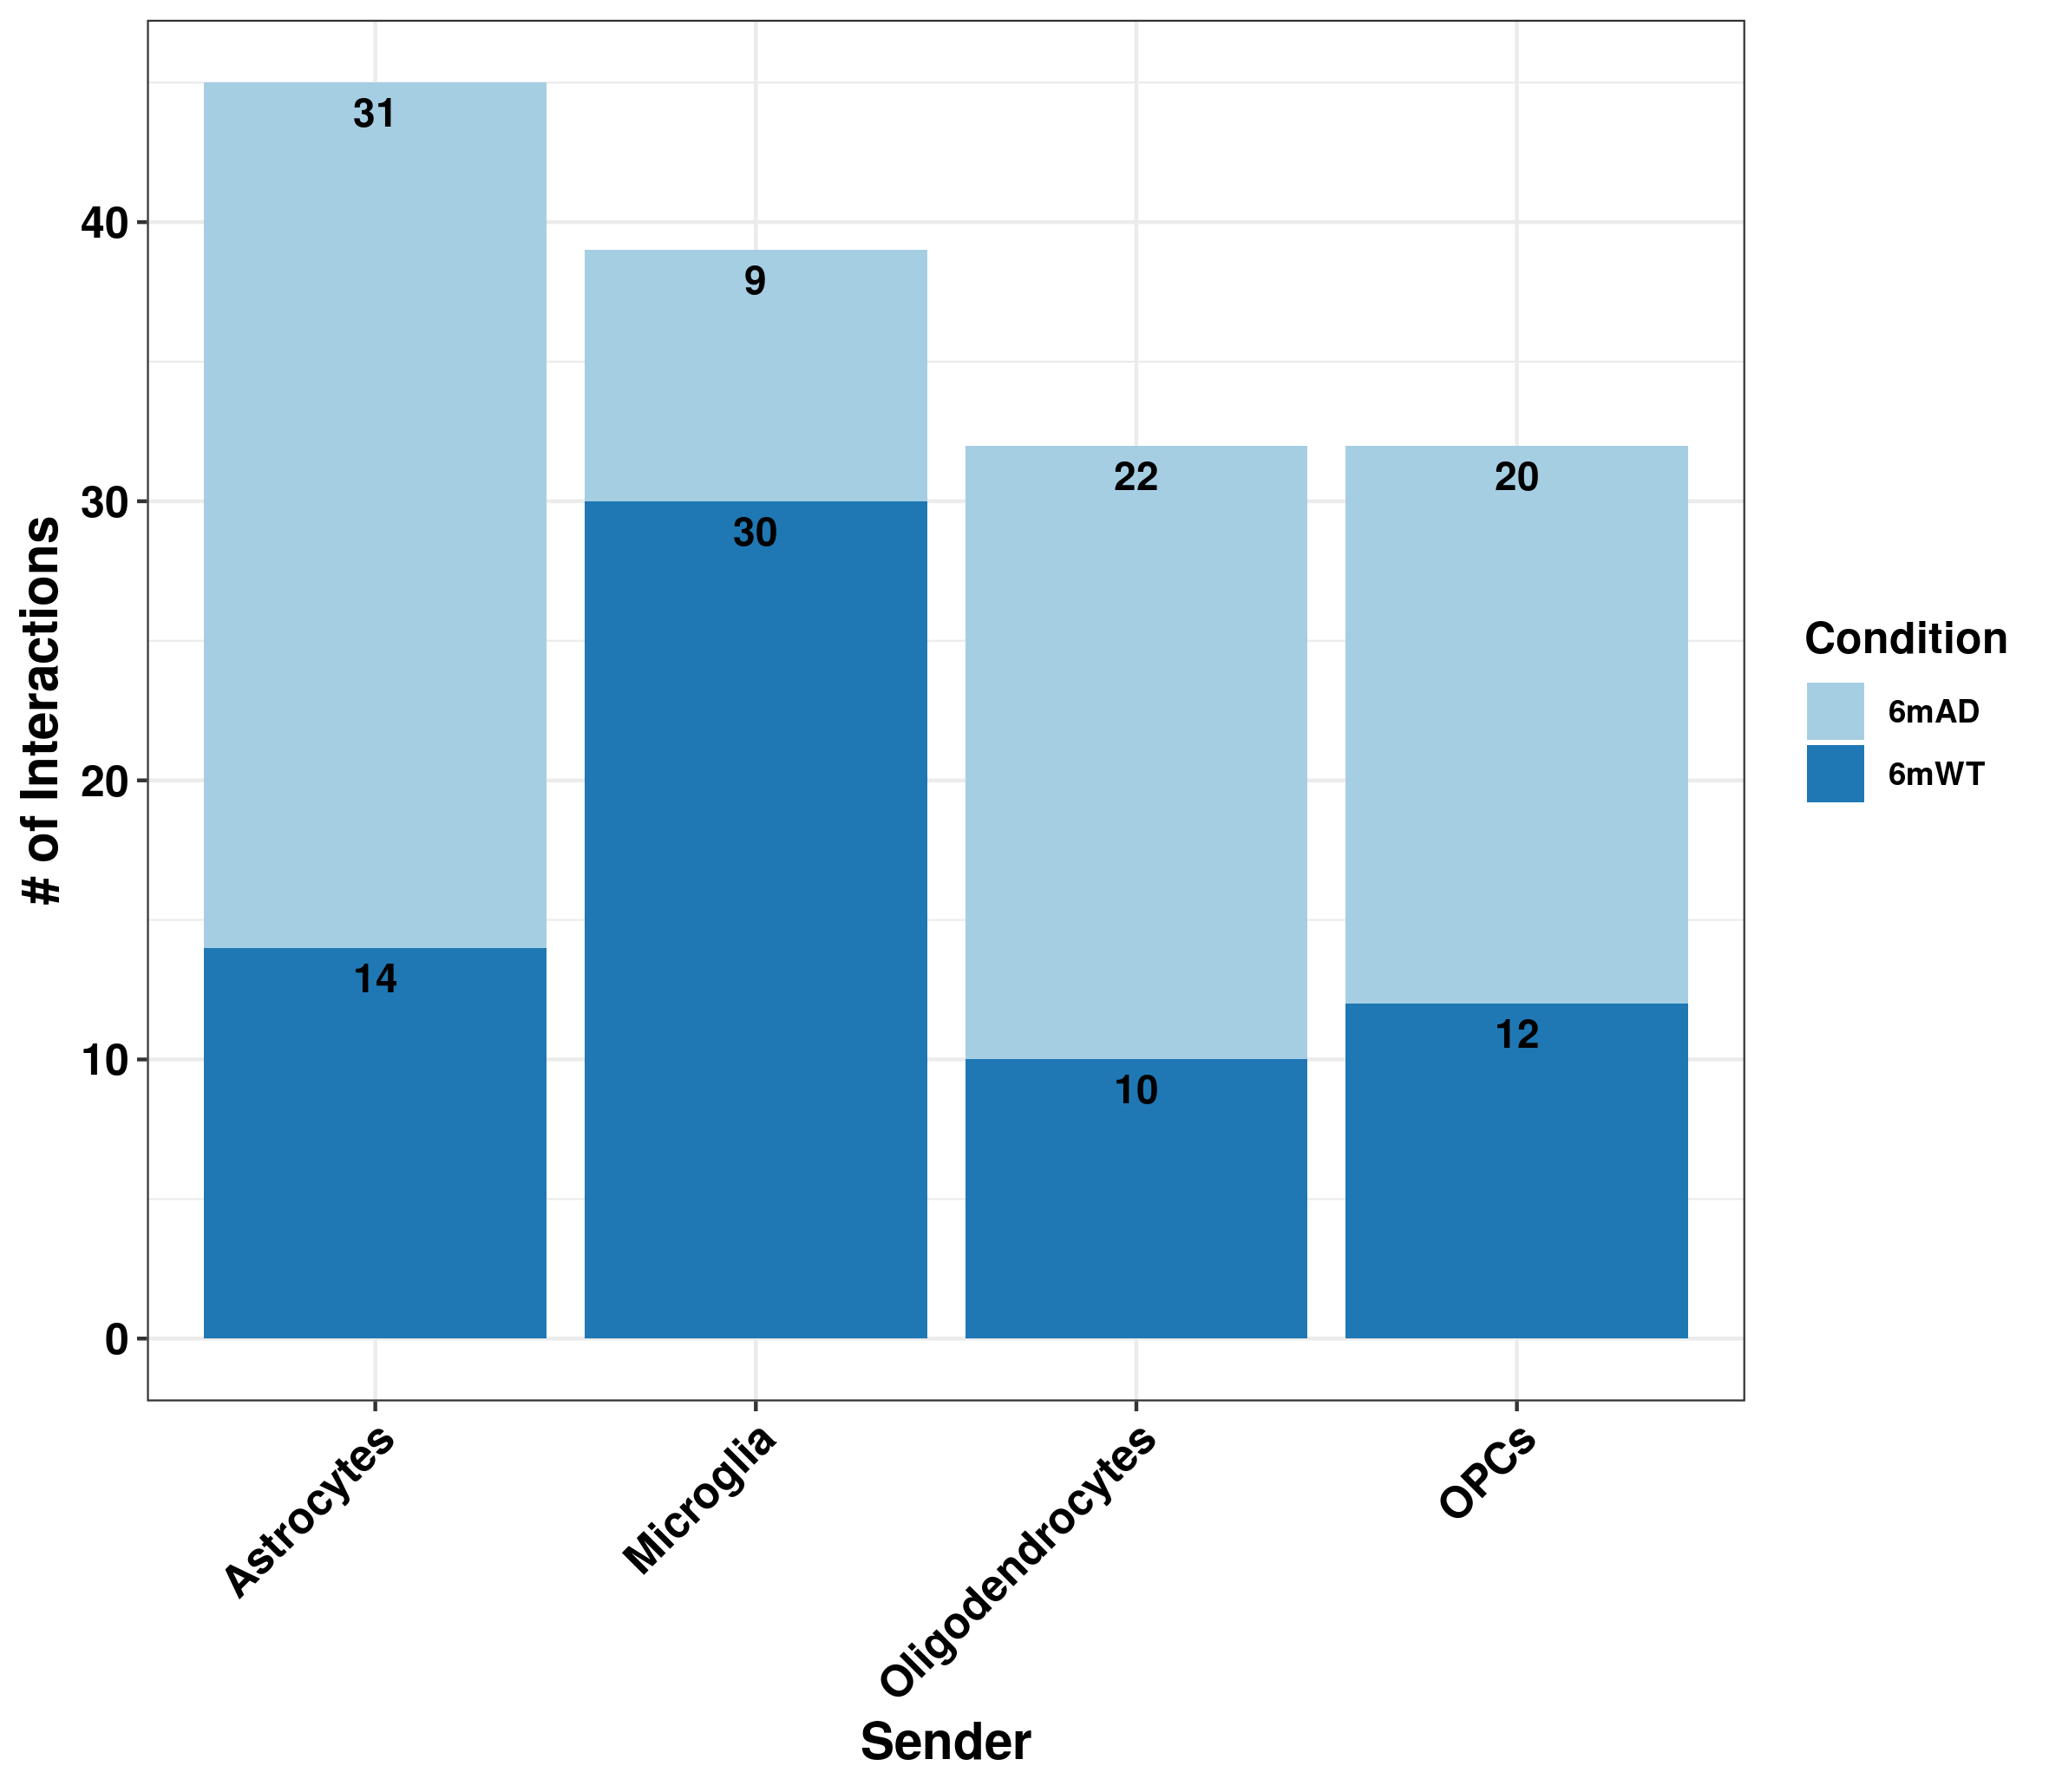 # of Interactions
40
30
20
10
0
31
14
9
30
22
10
20
12
Astrocytes
Microglia
Oligodendrocytes
OPCs
Sender
Condition
6mAD
6mWT